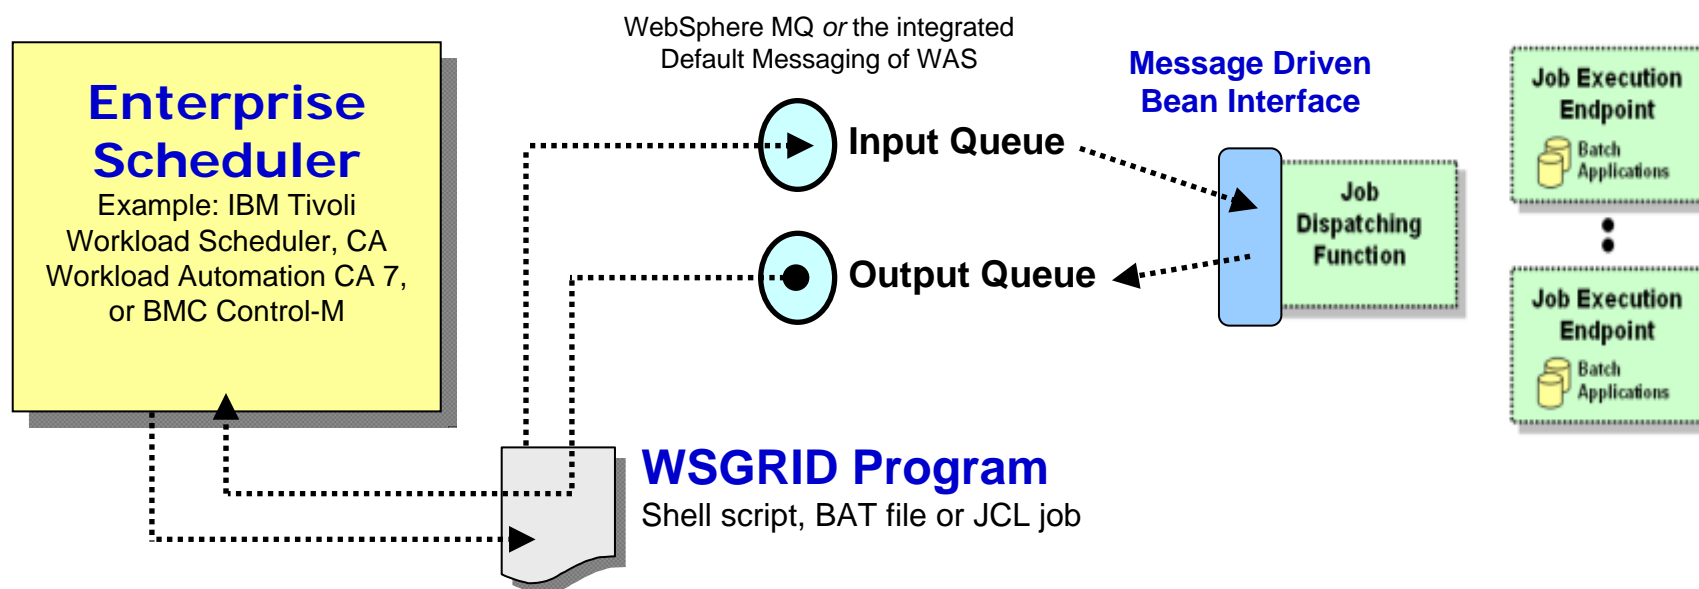 WebSphere MQ or the integrated
Default Messaging of WAS
Enterprise
Scheduler
Example: IBM Tivoli
Workload Scheduler, CA
Workload Automation CA 7,
or BMC Control-M
Input Queue
Output Queue
Message Driven
Bean Interface
Job
Dispatching
Function
Job Execution
Endpoint
Batch
Applications
Job Execution
Endpoint
Batch
Applications
WSGRID Program
Shell script, BAT file or JCL job